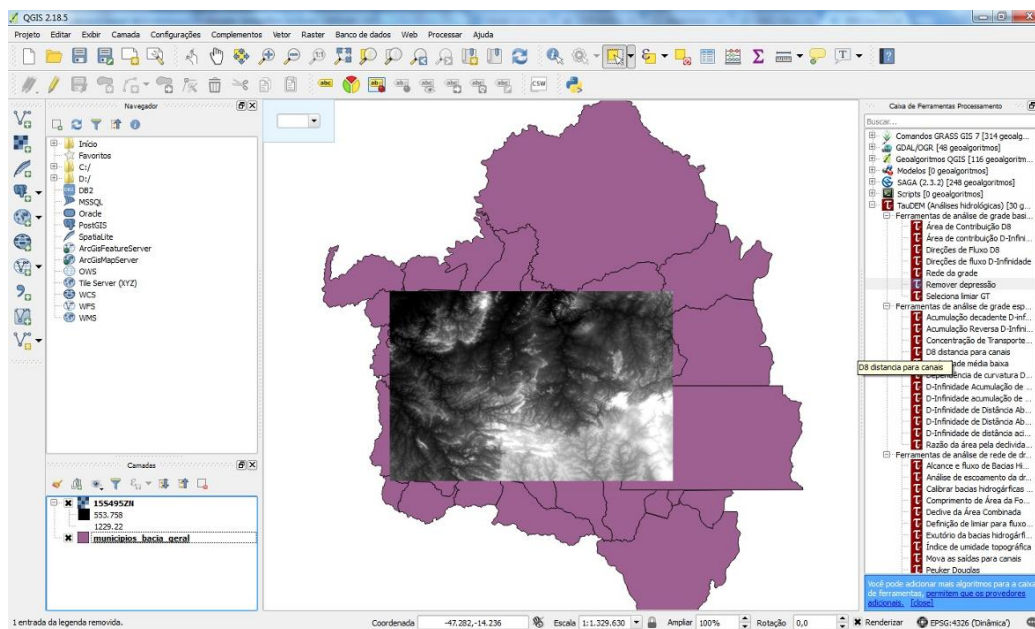 QGIS 2.18.5
Projeto Editar Exibir Camada Configurações Complementos Vetor Raster Banco de dados Web Processar Ajuda
Navegador
Início
Favoritos
C:/
D:/
DB2
MSSQL
Oracle
PostGIS
SpatiaLite
ArcGisFeatureServer
ArcGisMapServer
OWS
Tile Server (XYZ)
WCS
WFS
WMS
Camadas
15S495ZN
553.758
1229.22
municipios_bacia_geral
Caixa de Ferramentas Processamento
Buscar...
Comandos GRASS GIS 7 [314 geoalg...
GDAL/OGR [48 geoalgoritmos]
Geoalgoritmos QGIS [116 geoalgoritm...
Modelos [0 geoalgoritmos]
SAGA (2.3.2) [248 geoalgoritmos]
Scripts [0 geoalgoritmos]
TauDEM (Análises hidrológicas) [30 g...
Ferramentas de análise de grade basi...
Área de Contribuição D8
Área de contribuição D-Infini...
Direções de Fluxo D8
Direções de fluxo D-Infinidade
Rede da grade
Remover depressão
Seleciona limiar GT
Ferramentas de análise de grade esp...
Acumulação decadente D-inf...
Acumulação Reversa D-Infini...
Concentração de Transporte...
D8 distancia para canais
D8 distancia para canais
dade média baixa
Dependência de curvatura D...
D-Infinidade Acumulação de ...
D-Infinidade acumulação de ...
D-Infinidade de Distância Ab...
D-Infinidade de Distância Ab...
D-Infinidade de distância aci...
Razão da área pela declivida...
Ferramentas de análise de rede de dr...
Alcance e fluxo de Bacias Hi...
Análise de escoamento da dr...
Calibrar bacias hidrográficas ...
Comprimento de Área da Fo...
Declive da Área Combinada
Definição de limiar para fluxo...
Exutório da bacias hidrográfi...
Índice de umidade topográfica
Mova as saídas para canais
Peuker Douglas
Você pode adicionar mais algoritmos para a caixa
de ferramentas, permitem que os provedores
adicionais. [close]
1 entrada da legenda removida. Coordenada -47.282,-14.236 Escala 1:1.329.630 Ampliar 100% Rotação 0,0 Renderizar EPSG:4326 (Dinâmica)